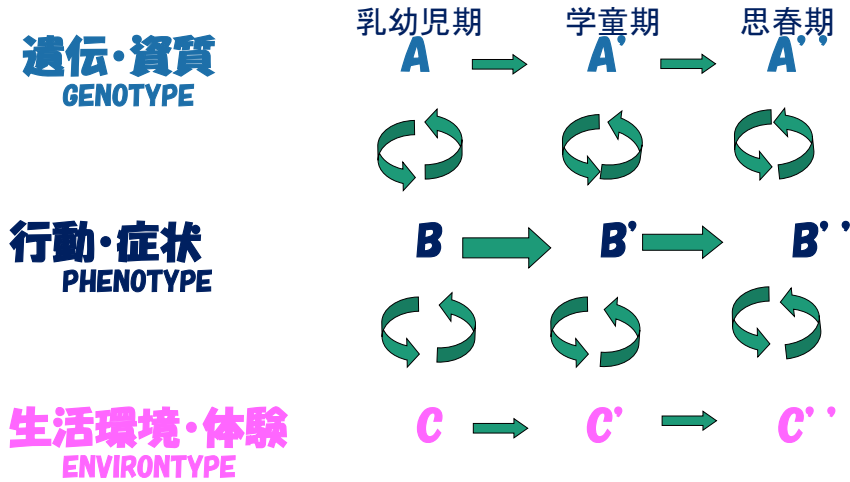 乳幼児期 学童期 思春期
遺伝・資質 A A’ A’’
GENOTYPE
行動・症状 B B’ B’’
PHENOTYPE
生活環境・体験 C C’ C’’
ENVIRONTYPE